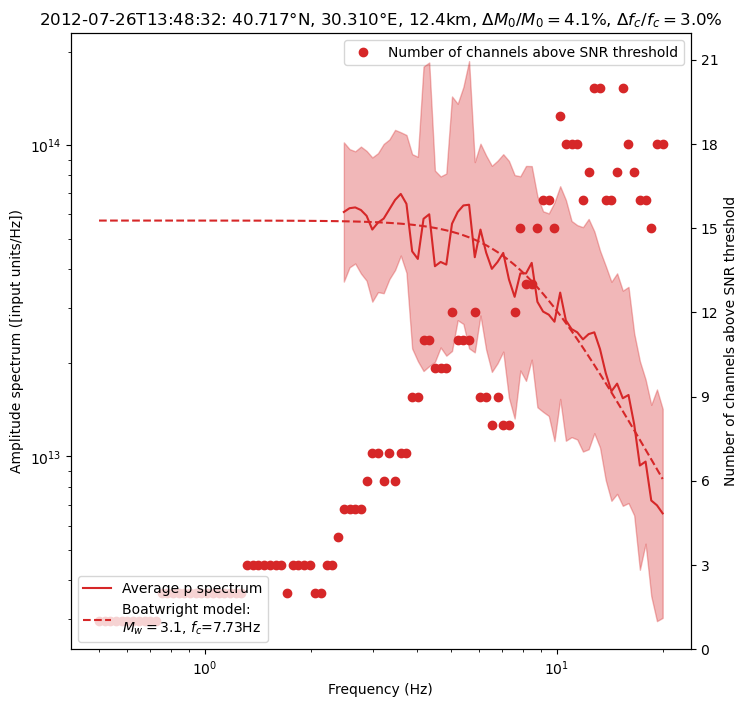 2012-07-26T13:48:32: 40.717°N, 30.310°E, 12.4km, ΔM₀/M₀ = 4.1%, Δf_c/f_c = 3.0%
Number of channels above SNR threshold
10¹⁴
10¹³
Amplitude spectrum ([input units/Hz])
21
18
15
12
9
6
3
0
Number of channels above SNR threshold
Average p spectrum
Boatwright model:
M_w = 3.1, f_c=7.73Hz
10⁰
10¹
Frequency (Hz)